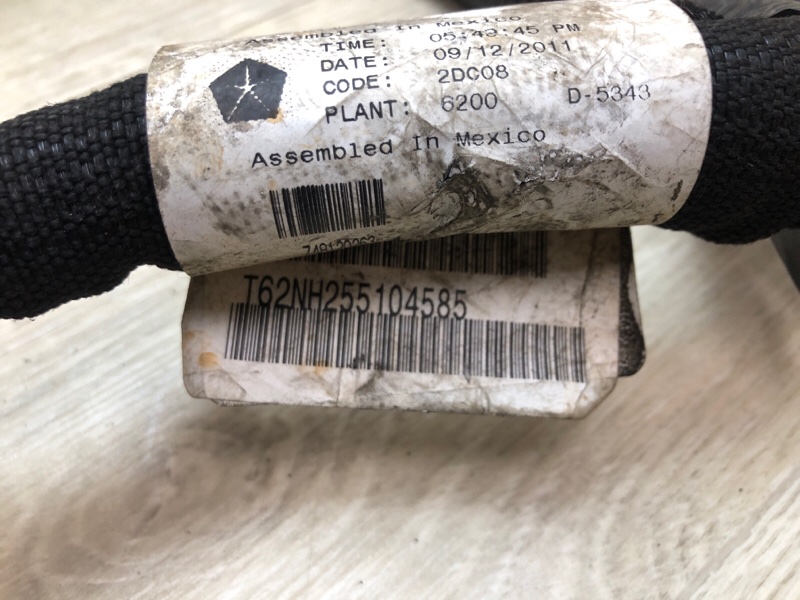 Assembled In Mexico
TIME: 05:49:45 PM
DATE: 09/12/2011
CODE: 2DC08
PLANT: 6200 D-5343
Assembled In Mexico
T62NH255104585